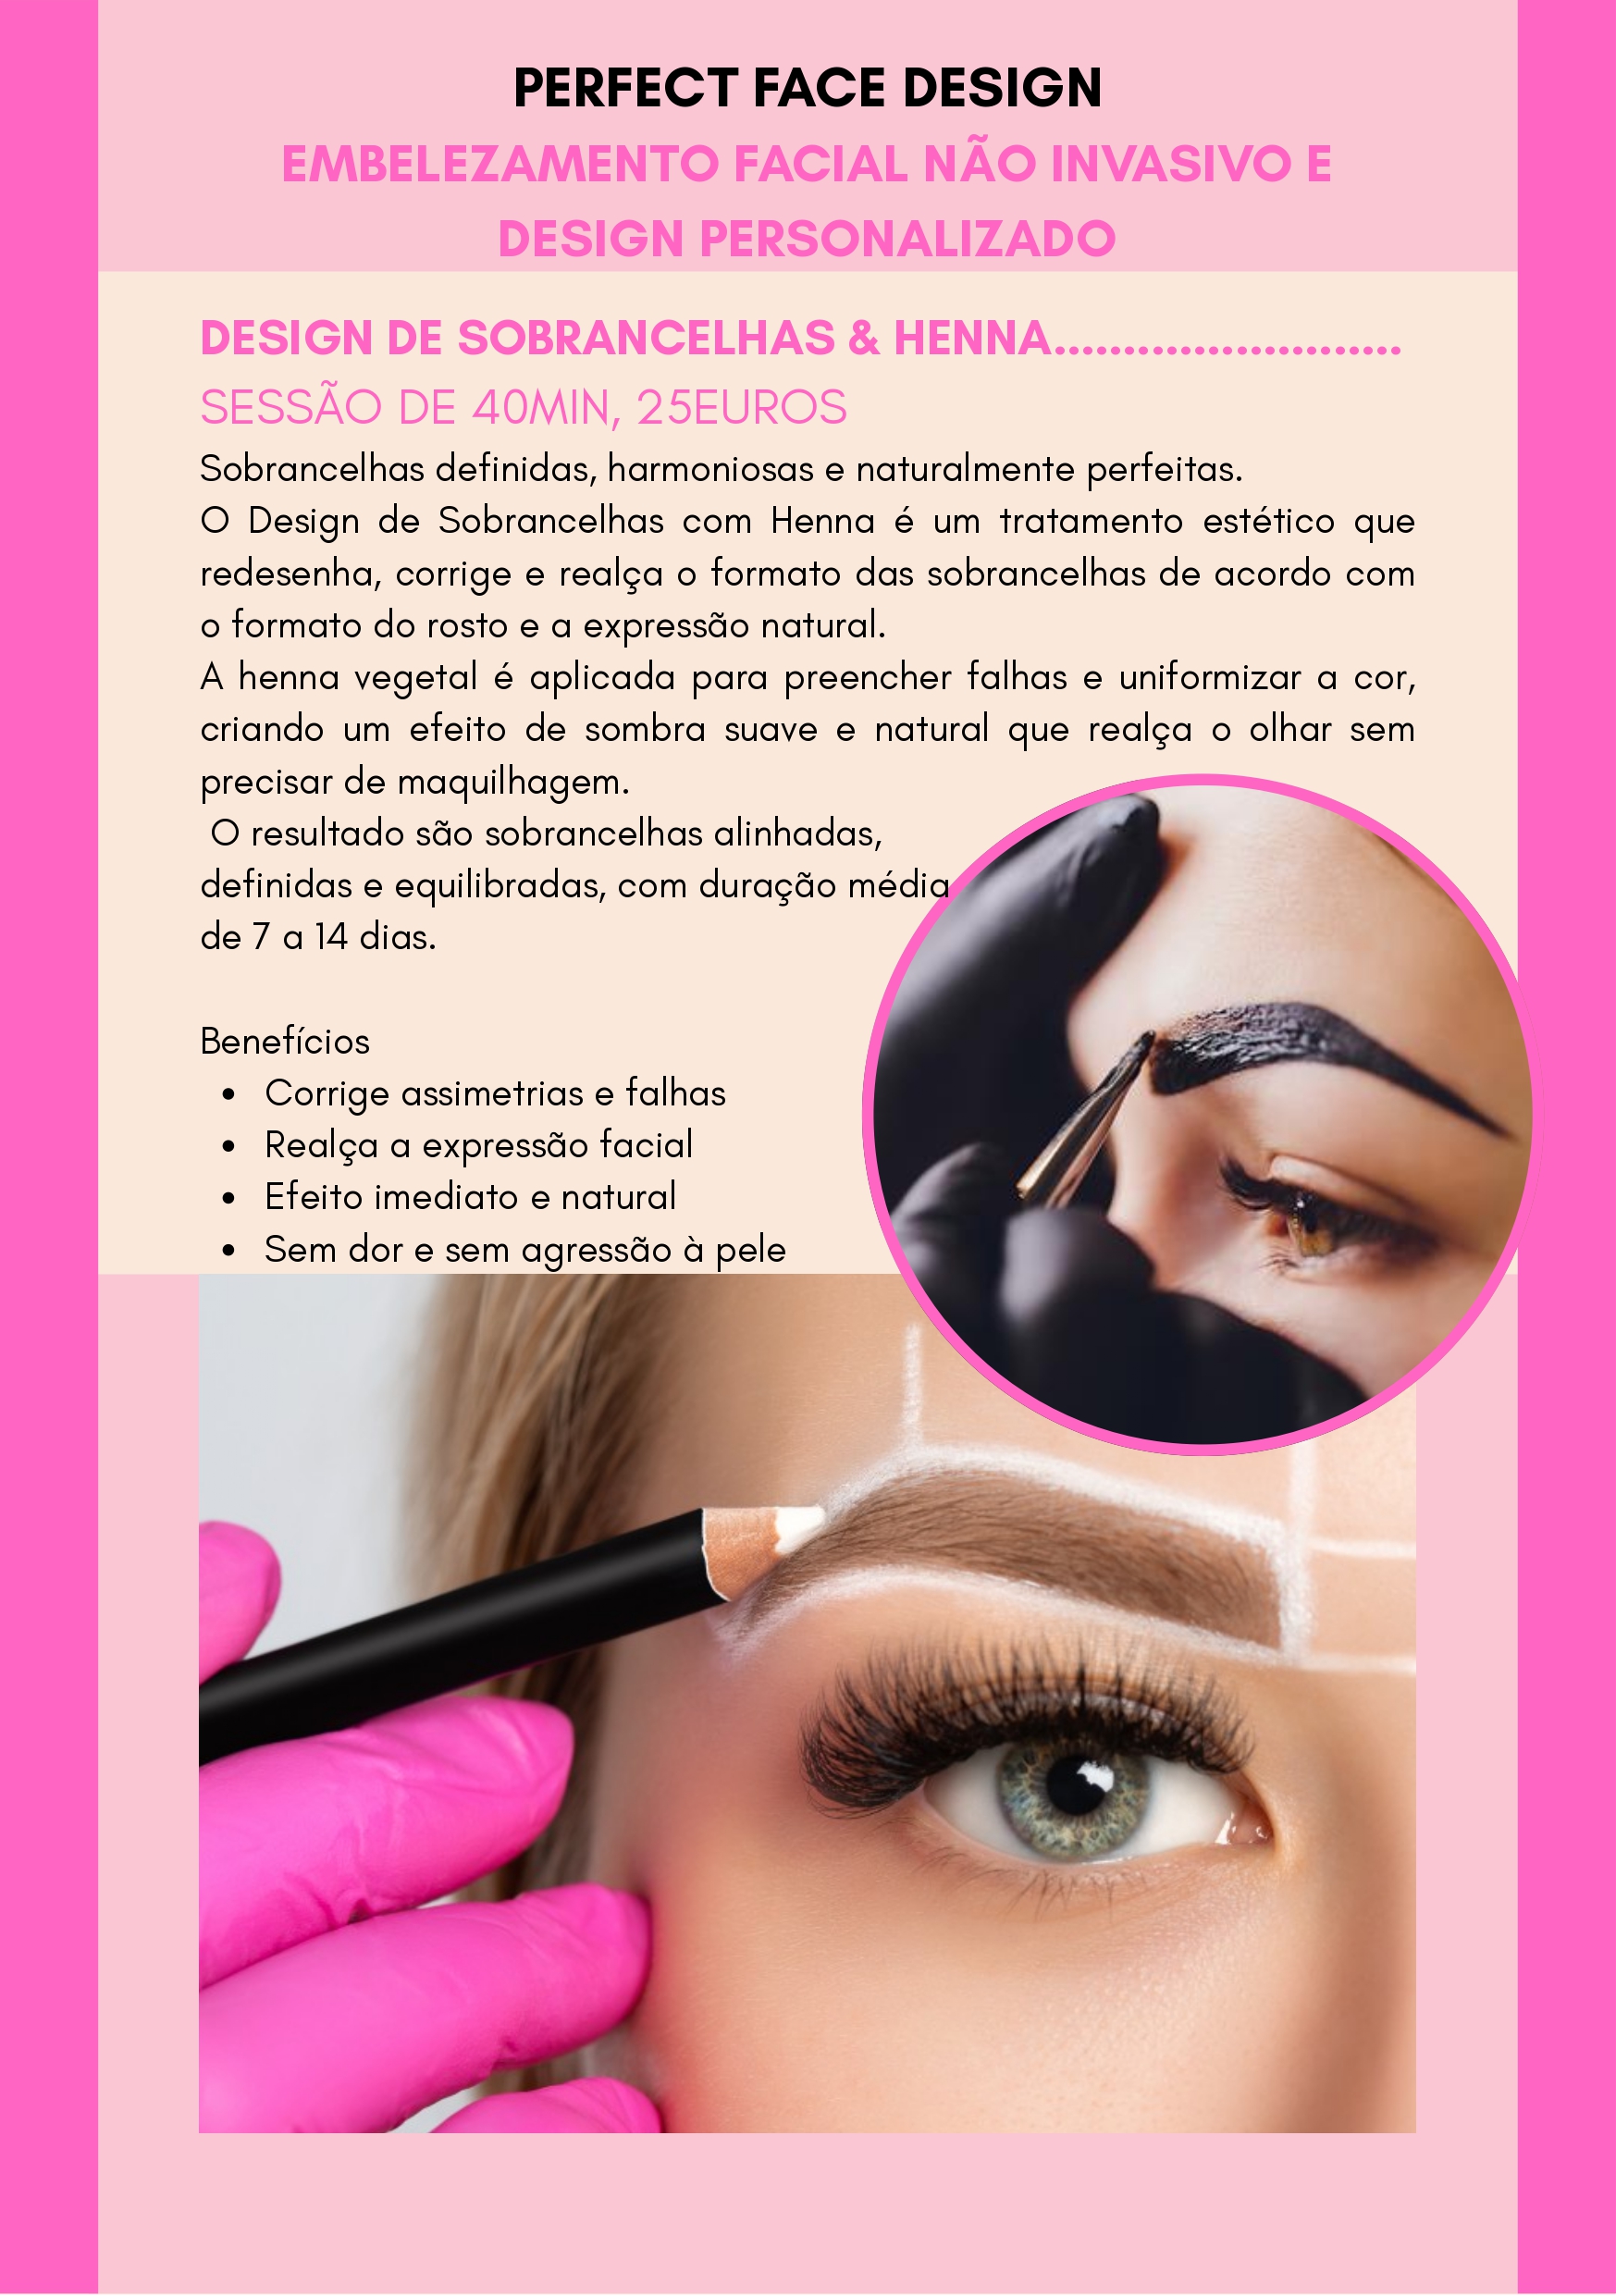 PERFECT FACE DESIGN
EMBELEZAMENTO FACIAL NÃO INVASIVO E
DESIGN PERSONALIZADO
DESIGN DE SOBRANCELHAS & HENNA.........................
SESSÃO DE 40MIN, 25EUROS
Sobrancelhas definidas, harmoniosas e naturalmente perfeitas.
O Design de Sobrancelhas com Henna é um tratamento estético que
redesenha, corrige e realça o formato das sobrancelhas de acordo com
o formato do rosto e a expressão natural.
A henna vegetal é aplicada para preencher falhas e uniformizar a cor,
criando um efeito de sombra suave e natural que realça o olhar sem
precisar de maquilhagem.
O resultado são sobrancelhas alinhadas,
definidas e equilibradas, com duração média
de 7 a 14 dias.
Benefícios
• Corrige assimetrias e falhas
• Realça a expressão facial
• Efeito imediato e natural
• Sem dor e sem agressão à pele